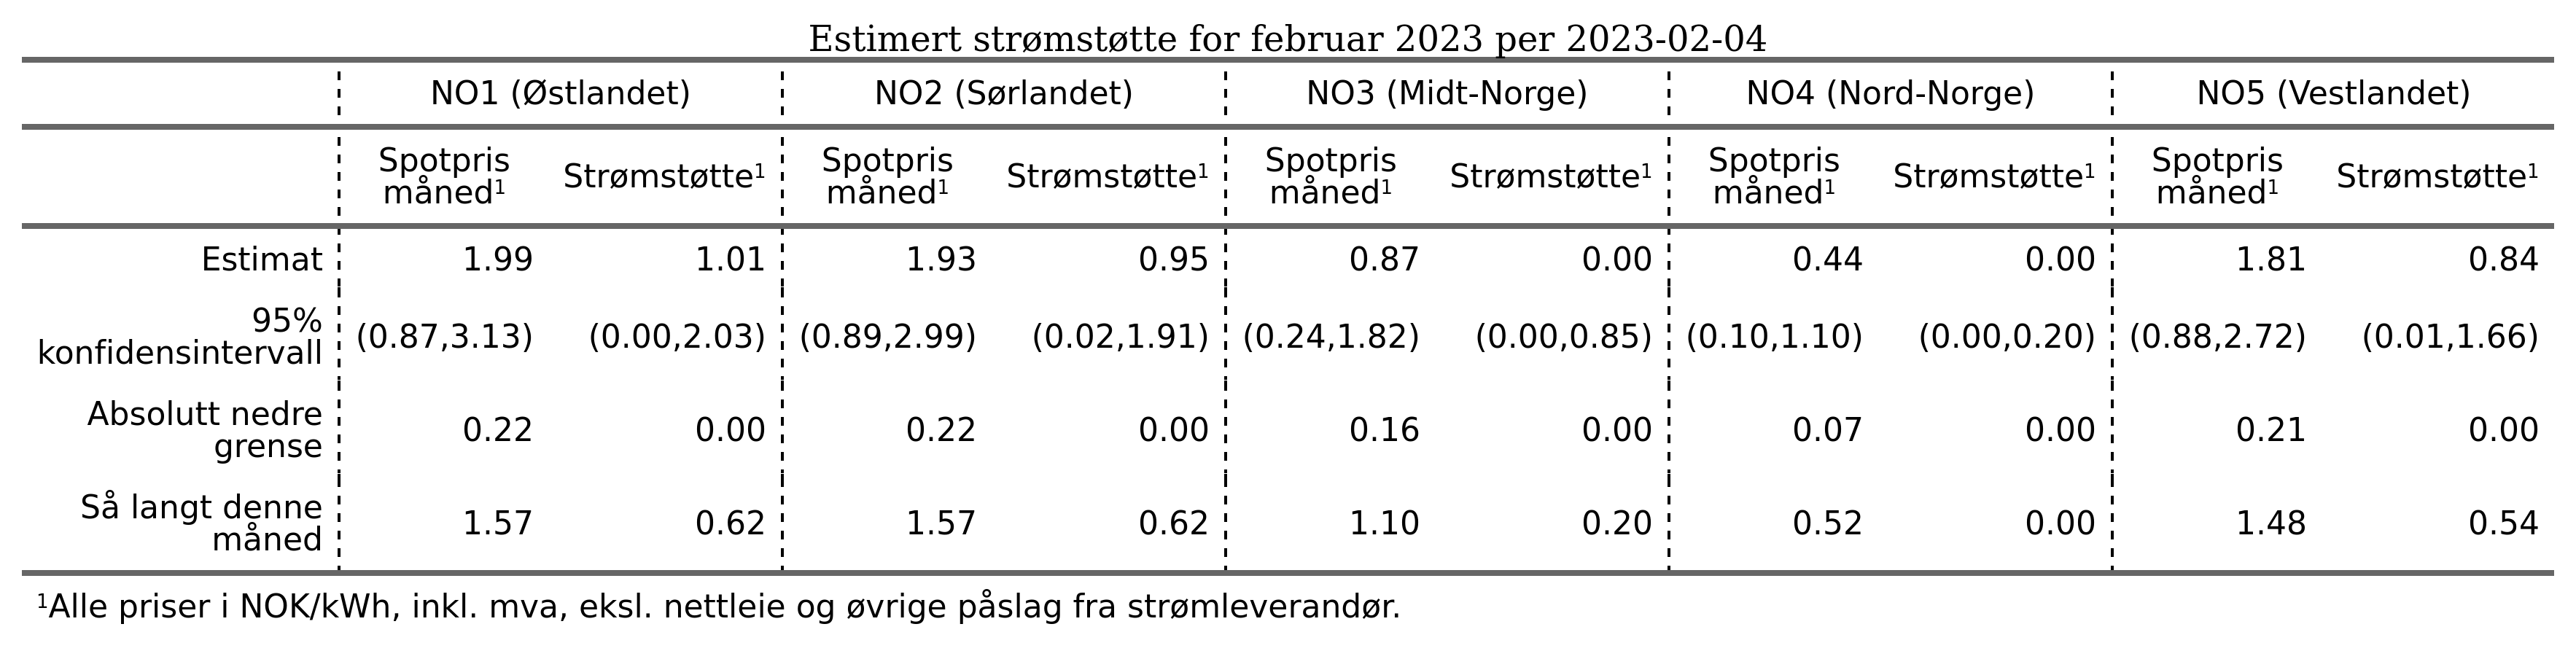 Estimert strømstøtte for februar 2023 per 2023-02-04
NO1 (Østlandet) NO2 (Sørlandet) NO3 (Midt-Norge) NO4 (Nord-Norge) NO5 (Vestlandet)
Spotpris Spotpris Spotpris Spotpris Spotpris
Strømstøtte¹ Strømstøtte¹ Strømstøtte¹ Strømstøtte¹ Strømstøtte¹
måned¹ måned¹ måned¹ måned¹ måned¹
Estimat 1.99 1.01 1.93 0.95 0.87 0.00 0.44 0.00 1.81 0.84
95%
konfidensintervall (0.87,3.13) (0.00,2.03) (0.89,2.99) (0.02,1.91) (0.24,1.82) (0.00,0.85) (0.10,1.10) (0.00,0.20) (0.88,2.72) (0.01,1.66)
Absolutt nedre
grense 0.22 0.00 0.22 0.00 0.16 0.00 0.07 0.00 0.21 0.00
Så langt denne
måned 1.57 0.62 1.57 0.62 1.10 0.20 0.52 0.00 1.48 0.54
¹Alle priser i NOK/kWh, inkl. mva, eksl. nettleie og øvrige påslag fra strømleverandør.